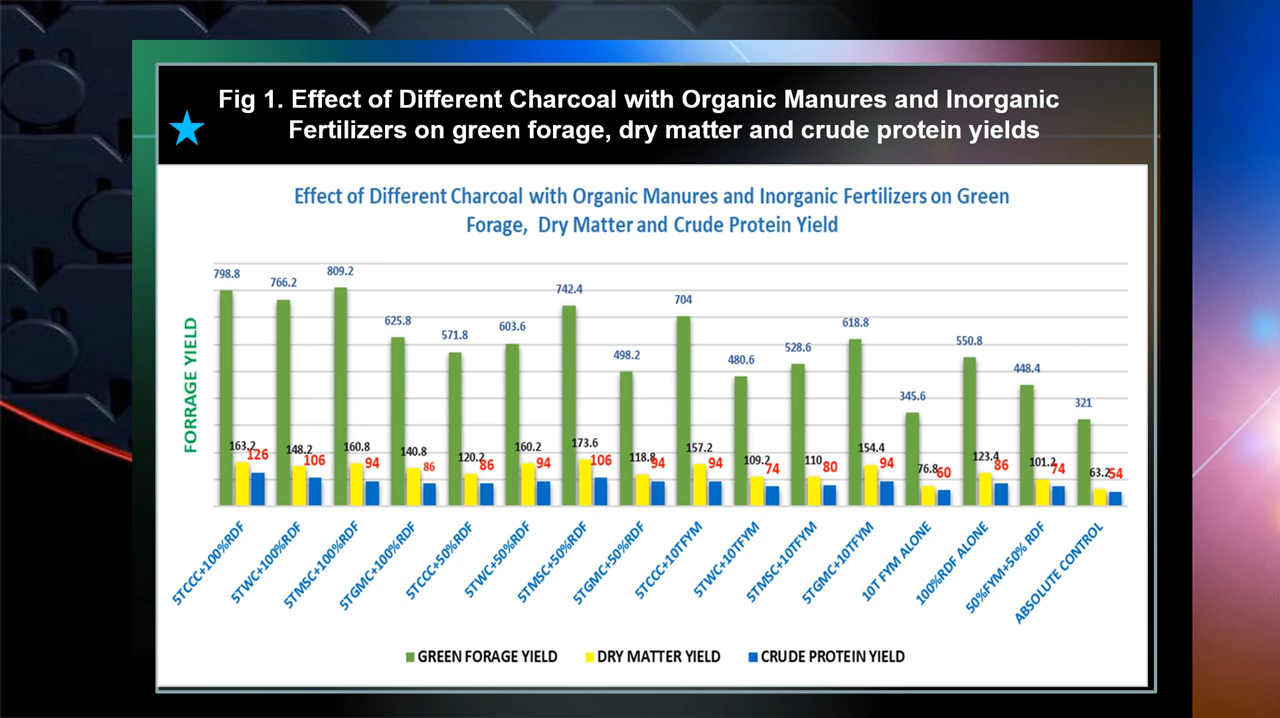 Fig 1. Effect of Different Charcoal with Organic Manures and Inorganic
Fertilizers on green forage, dry matter and crude protein yields
Effect of Different Charcoal with Organic Manures and Inorganic Fertilizers on Green
Forage, Dry Matter and Crude Protein Yield
FORRAGE YIELD
798.8
163.2
126
766.2
148.2
106
809.2
160.8
94
625.8
140.8
86
571.8
120.2
86
603.6
160.2
94
742.4
173.6
106
498.2
118.8
94
704
157.2
94
480.6
109.2
74
528.6
110
80
618.8
154.4
94
345.6
76.8
60
550.8
123.4
86
448.4
101.2
74
321
63.2
54
5TCCC+100%RDF
5TWC+100%RDF
5TMSC+100%RDF
5TGMC+100%RDF
5TCCC+50%RDF
5TWC+50%RDF
5TMSC+50%RDF
5TGMC+50%RDF
5TCCC+10TFYM
5TWC+10TFYM
5TMSC+10TFYM
5TGMC+10TFYM
10T FYM ALONE
100%RDF ALONE
50%FYM+50% RDF
ABSOLUTE CONTROL
GREEN FORAGE YIELD
DRY MATTER YIELD
CRUDE PROTEIN YIELD